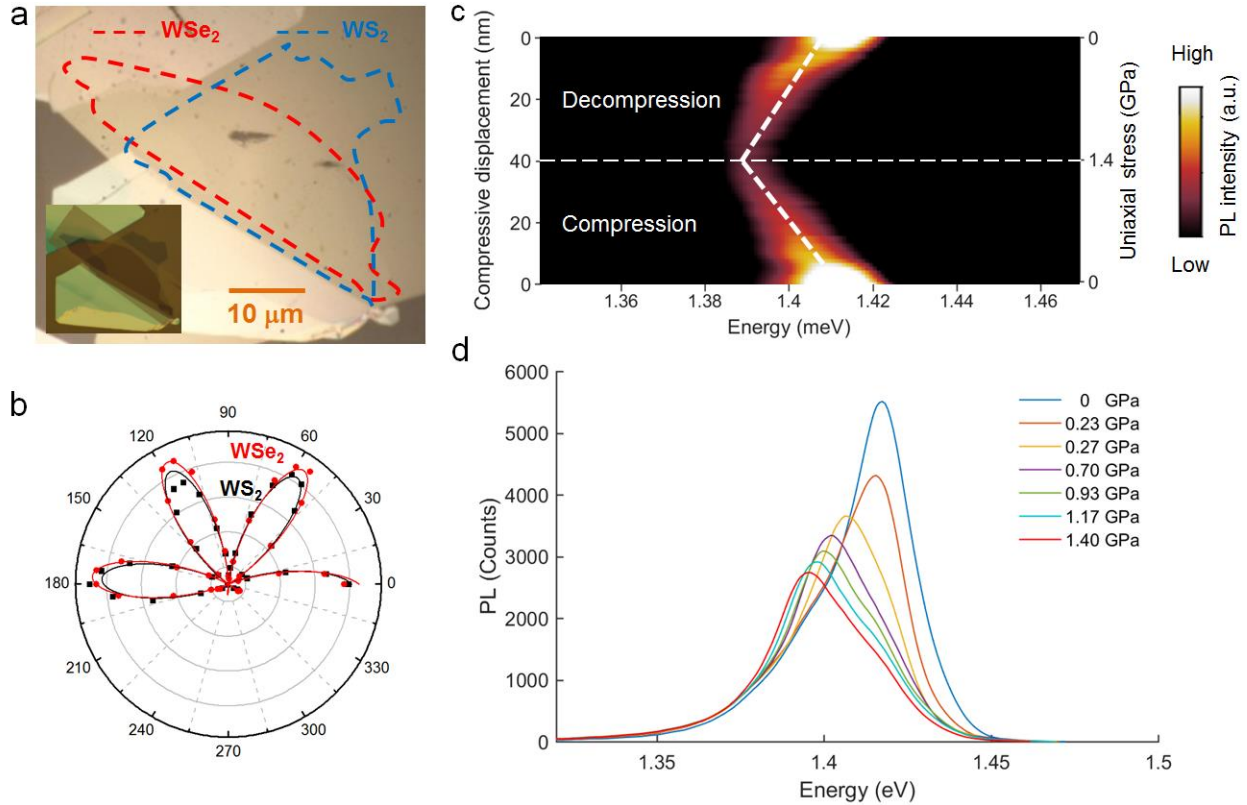 a
WSe₂
WS₂
10 μm
b
90
120
60
WSe₂
150
WS₂
30
180
0
210
330
240
300
270
c
Compressive displacement (nm)
0
20
40
20
0
Decompression
Compression
1.36
1.38
1.4
1.42
1.44
1.46
Energy (meV)
0
1.4
0
Uniaxial stress (GPa)
High
Low
PL intensity (a.u.)
d
PL (Counts)
6000
5000
4000
3000
2000
1000
0
1.35
1.4
1.45
1.5
Energy (eV)
0 GPa
0.23 GPa
0.27 GPa
0.70 GPa
0.93 GPa
1.17 GPa
1.40 GPa